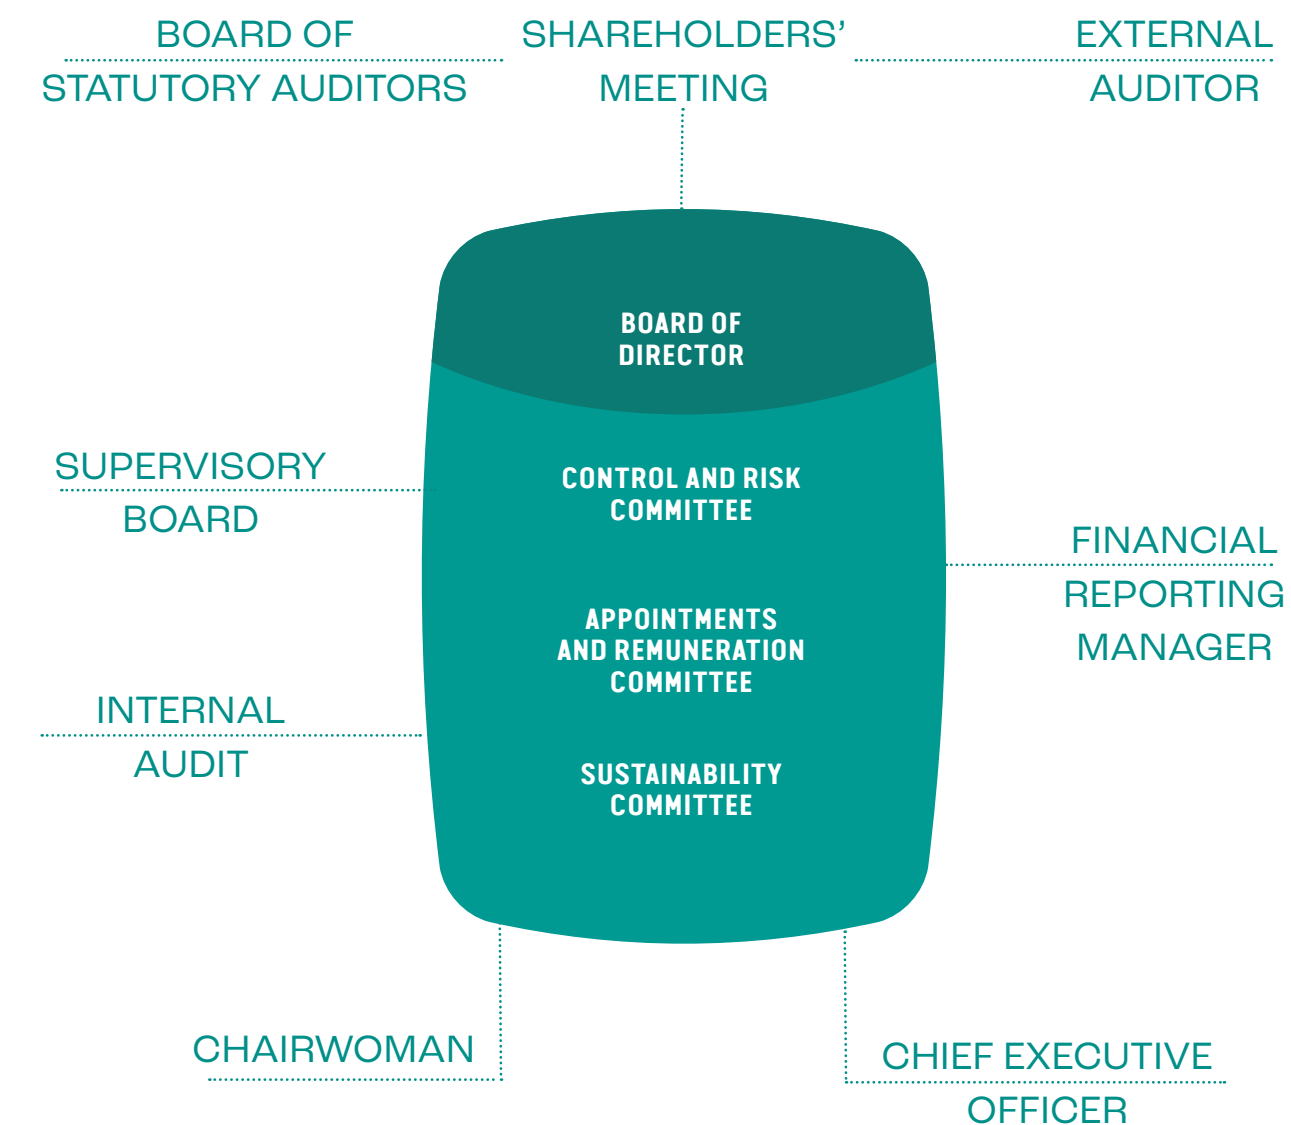 BOARD OF
STATUTORY AUDITORS
SHAREHOLDERS’
MEETING
EXTERNAL
AUDITOR
BOARD OF
DIRECTOR
SUPERVISORY
BOARD
CONTROL AND RISK
COMMITTEE
FINANCIAL
REPORTING
MANAGER
APPOINTMENTS
AND REMUNERATION
COMMITTEE
INTERNAL
AUDIT
SUSTAINABILITY
COMMITTEE
CHAIRWOMAN
CHIEF EXECUTIVE
OFFICER